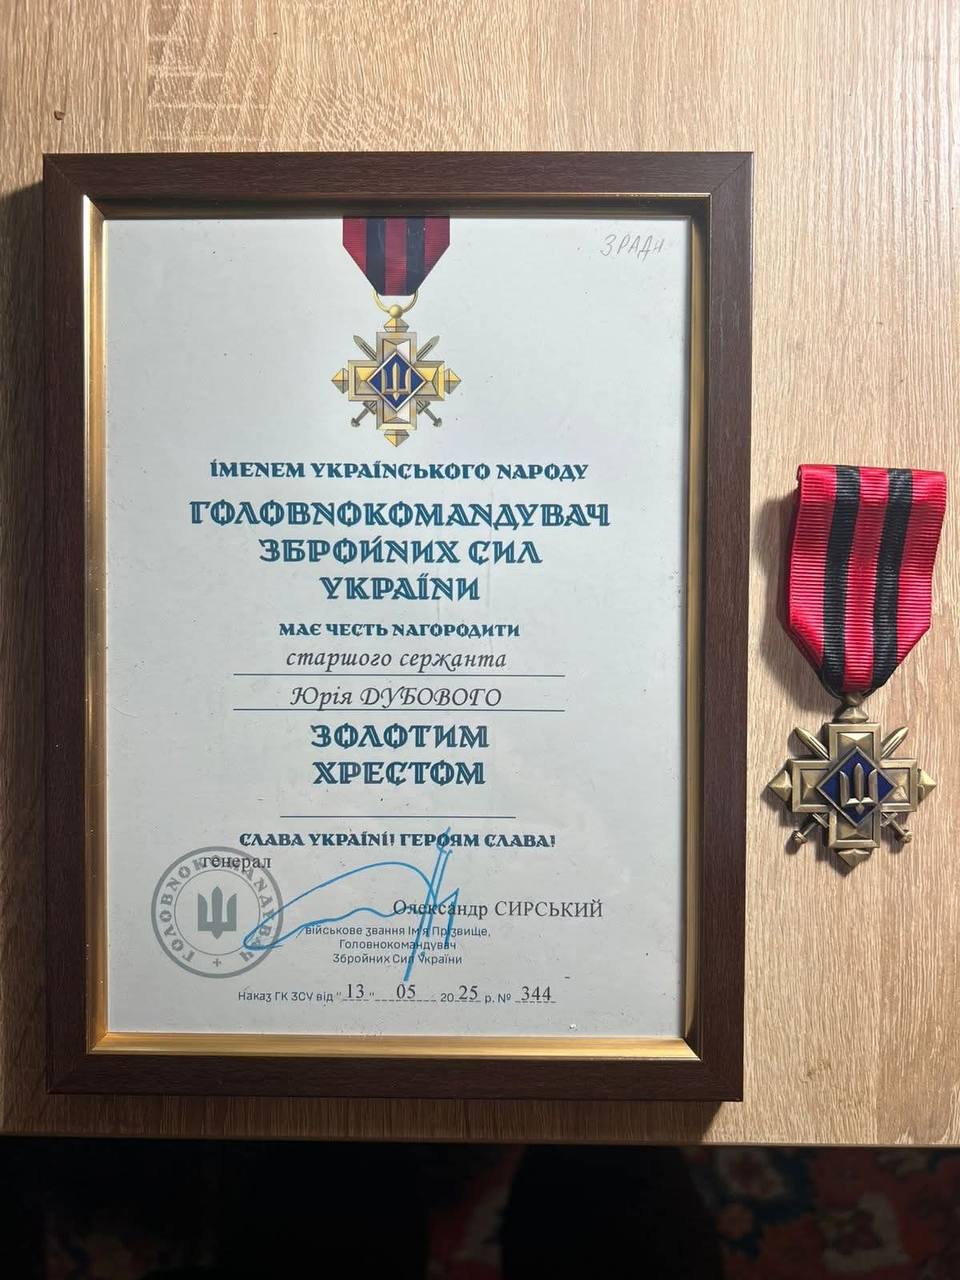 ЗРАДН
ІМЕНЕМ УКРАЇНСЬКОГО НАРОДУ
ГОЛОВНОКОМАНДУВАЧ
ЗБРОЙНИХ СИЛ
УКРАЇНИ
МАЄ ЧЕСТЬ НАГОРОДИТИ
старшого сержанта
Юрія ДУБОВОГО
ЗОЛОТИМ
ХРЕСТОМ
СЛАВА УКРАЇНІ! ГЕРОЯМ СЛАВА!
генерал
ГОЛОВНОКОМАНДУВАЧ
Олександр СИРСЬКИЙ
військове звання Ім'я Прізвище,
Головнокомандувач
Збройних Сил України
Наказ ГК ЗСУ від "13" 05 2025 р. № 344